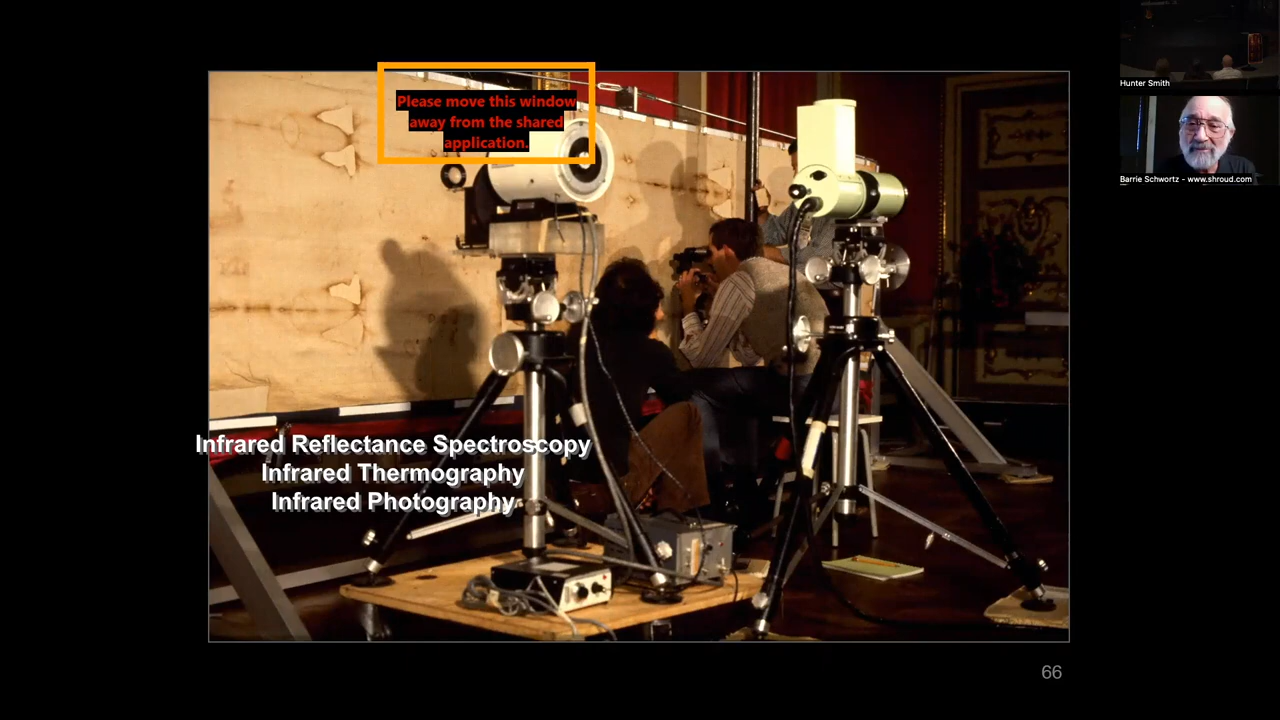 Please move this window
away from the shared
application.
Hunter Smith
Barrie Schwortz - www.shroud.com
Infrared Reflectance Spectroscopy
Infrared Thermography
Infrared Photography
66